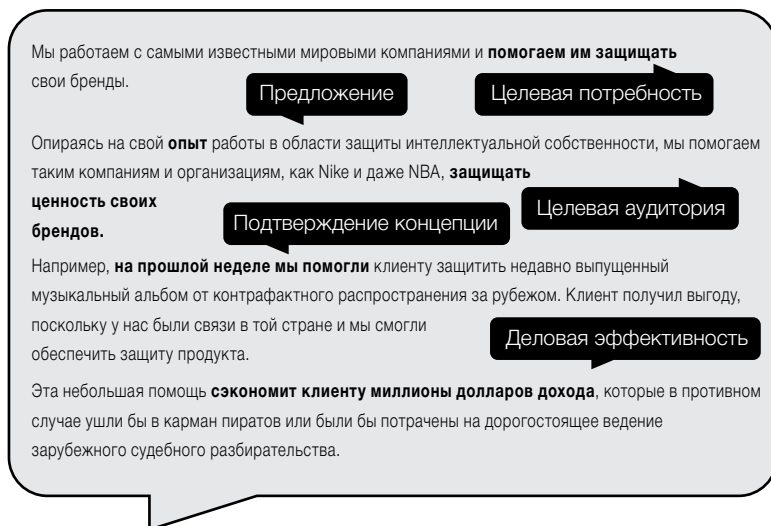 Мы работаем с самыми известными мировыми компаниями и помогаем им защищать
свои бренды.
Предложение
Целевая потребность
Опираясь на свой опыт работы в области защиты интеллектуальной собственности, мы помогаем
таким компаниям и организациям, как Nike и даже NBA, защищать
ценность своих
брендов.
Подтверждение концепции
Целевая аудитория
Например, на прошлой неделе мы помогли клиенту защитить недавно выпущенный
музыкальный альбом от контрафактного распространения за рубежом. Клиент получил выгоду,
поскольку у нас были связи в той стране и мы смогли
обеспечить защиту продукта.
Деловая эффективность
Эта небольшая помощь сэкономит клиенту миллионы долларов дохода, которые в противном
случае ушли бы в карман пиратов или были бы потрачены на дорогостоящее ведение
зарубежного судебного разбирательства.